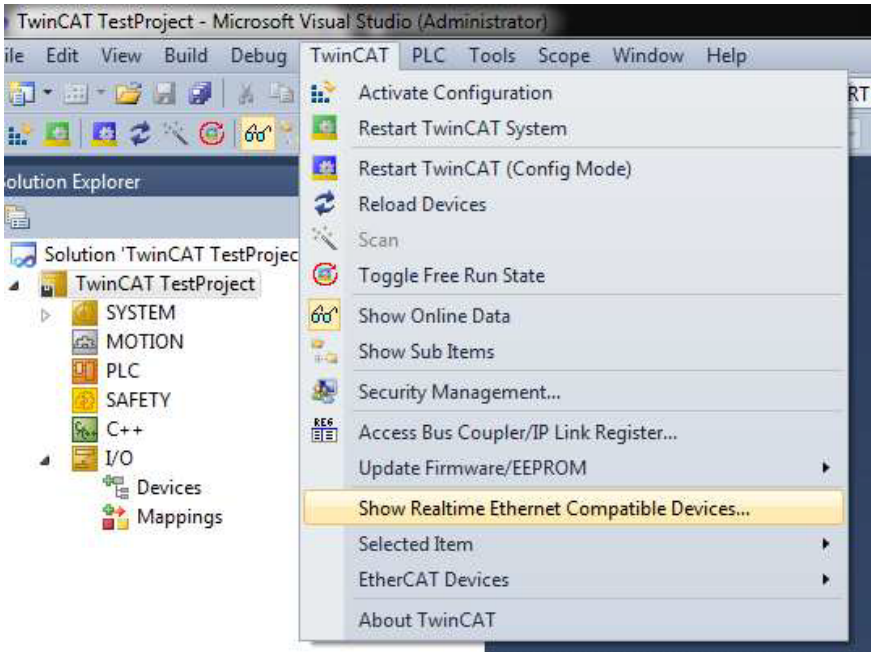 TwinCAT TestProject - Microsoft Visual Studio (Administrator)
ile Edit View Build Debug TwinCAT PLC Tools Scope Window Help
Activate Configuration
RT
Restart TwinCAT System
Restart TwinCAT (Config Mode)
olution Explorer
Reload Devices
Scan
Solution 'TwinCAT TestProjec
Toggle Free Run State
TwinCAT TestProject
SYSTEM
Show Online Data
MOTION
Show Sub Items
PLC
Security Management...
SAFETY
REG
C++
Access Bus Coupler/IP Link Register...
I/O
Update Firmware/EEPROM
Devices
Show Realtime Ethernet Compatible Devices...
Mappings
Selected Item
EtherCAT Devices
About TwinCAT